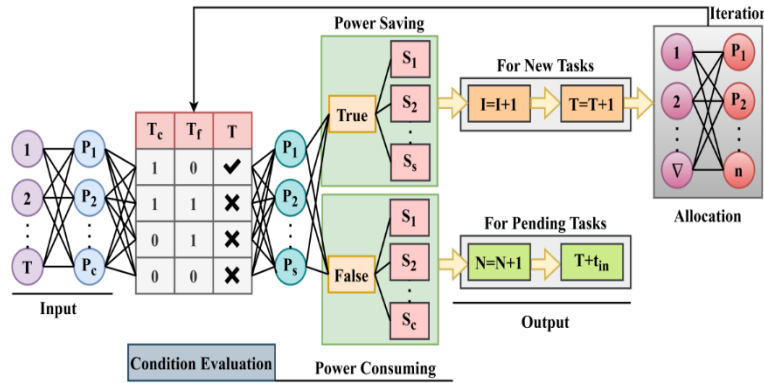 Power Saving
Iteration
1
2
⋮
T
Input
P1
P2
⋮
Pc
Tc Tf T
1 0 ✓
1 1 ✗
0 1 ✗
0 0 ✗
P1
P2
⋮
Ps
True
S1
S2
⋮
Ss
For New Tasks
I=I+1
T=T+1
1
2
⋮
∇
P1
P2
⋮
n
Allocation
False
S1
S2
⋮
Sc
For Pending Tasks
N=N+1
T+tin
Output
Condition Evaluation
Power Consuming